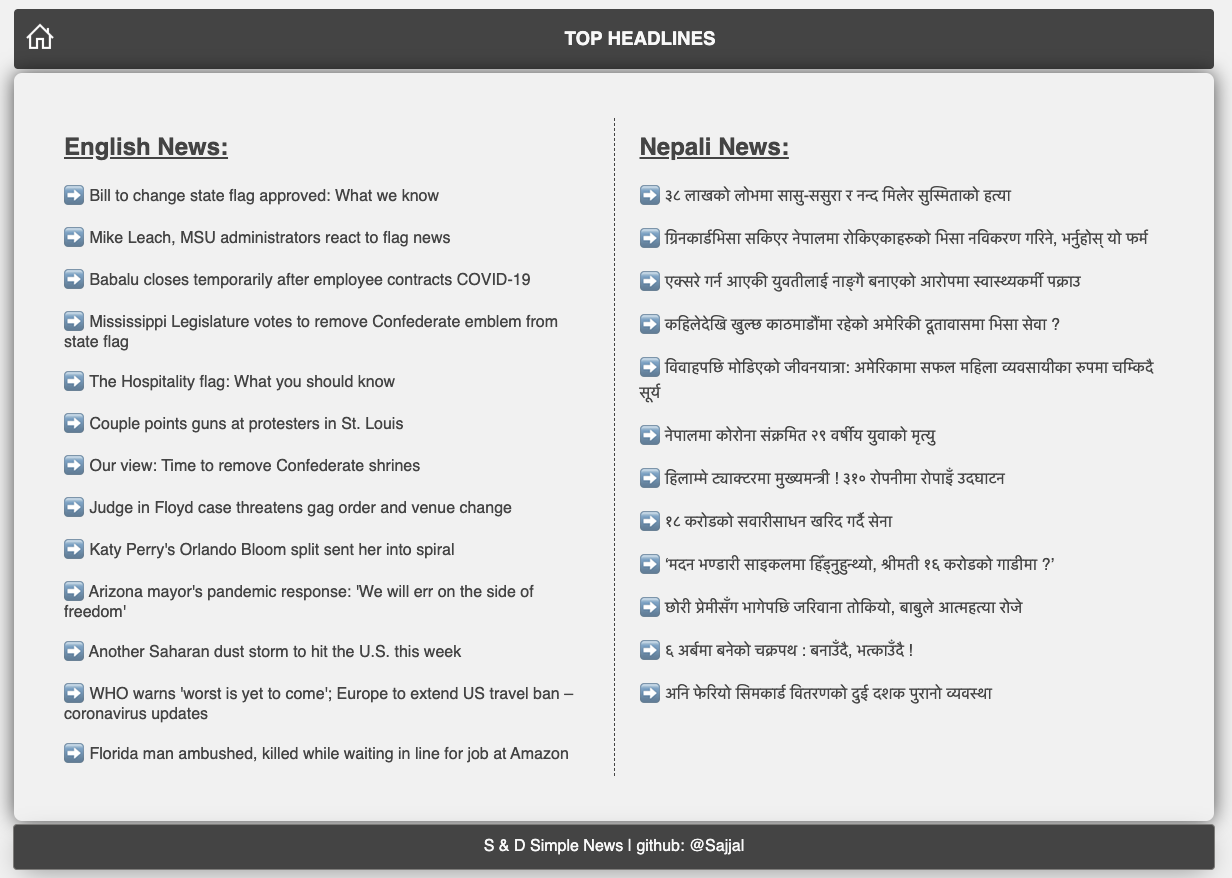 TOP HEADLINES
English News:
Bill to change state flag approved: What we know
Mike Leach, MSU administrators react to flag news
Babalu closes temporarily after employee contracts COVID-19
Mississippi Legislature votes to remove Confederate emblem from
state flag
The Hospitality flag: What you should know
Couple points guns at protesters in St. Louis
Our view: Time to remove Confederate shrines
Judge in Floyd case threatens gag order and venue change
Katy Perry's Orlando Bloom split sent her into spiral
Arizona mayor's pandemic response: 'We will err on the side of
freedom'
Another Saharan dust storm to hit the U.S. this week
WHO warns 'worst is yet to come'; Europe to extend US travel ban –
coronavirus updates
Florida man ambushed, killed while waiting in line for job at Amazon
Nepali News:
३८ लाखको लोभमा सासु-ससुरा र नन्द मिलेर सुस्मिताको हत्या
ग्रिनकार्डभिसा सकिएर नेपालमा रोकिएकाहरुको भिसा नविकरण गरिने, भर्नुहोस् यो फर्म
एक्सरे गर्न आएकी युवतीलाई नाङ्गै बनाएको आरोपमा स्वास्थ्यकर्मी पक्राउ
कहिलेदेखि खुल्छ काठमाडौंमा रहेको अमेरिकी दूतावासमा भिसा सेवा ?
विवाहपछि मोडिएको जीवनयात्रा: अमेरिकामा सफल महिला व्यवसायीका रुपमा चम्किदै
सूर्य
नेपालमा कोरोना संक्रमित २९ वर्षीय युवाको मृत्यु
हिलाम्मे ट्याक्टरमा मुख्यमन्त्री ! ३१० रोपनीमा रोपाइँ उदघाटन
१८ करोडको सवारीसाधन खरिद गर्दै सेना
‘मदन भण्डारी साइकलमा हिँड्नुहुन्थ्यो, श्रीमती १६ करोडको गाडीमा ?’
छोरी प्रेमीसँग भागेपछि जरिवाना तोकियो, बाबुले आत्महत्या रोजे
६ अर्बमा बनेको चक्रपथ : बनाउँदै, भत्काउँदै !
अनि फेरियो सिमकार्ड वितरणको दुई दशक पुरानो व्यवस्था
S & D Simple News | github: @Sajjal